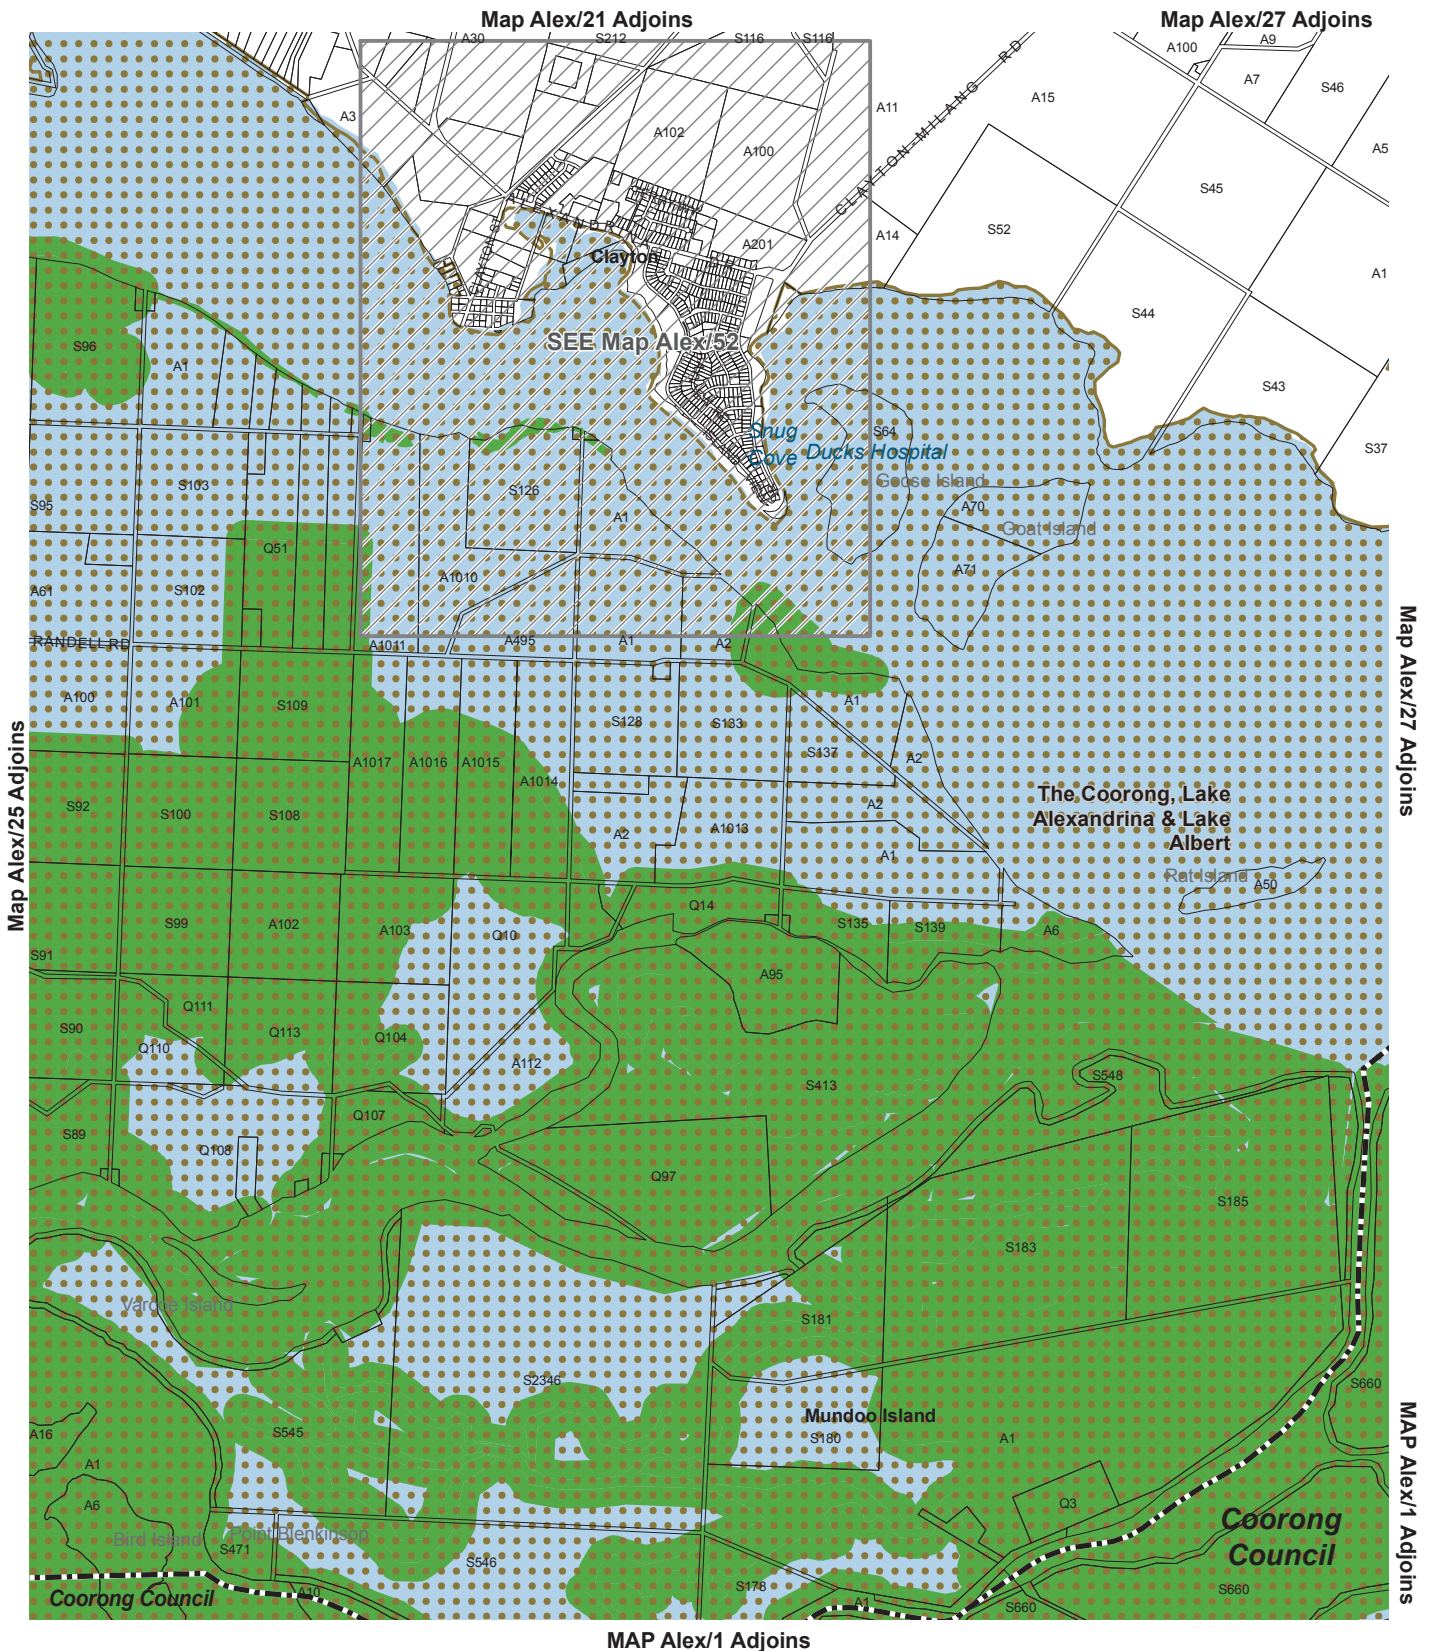 Map Alex/21 Adjoins
Map Alex/27 Adjoins
A30
S212
S116
S116
A100
A9
A7
S46
A3
A102
A100
A11
CLAYTON-MILANG RD
A15
A5
S45
A201
A14
S52
A1
CLAYTON ST
Clayton
S44
SEE Map Alex/52
S96
A1
S43
Snug
Cove
Ducks Hospital
S64
S37
Goose Island
S103
S126
A1
A70
Goat Island
S95
Q51
A71
A61
S102
A1010
RANDELL RD
A1011
A495
A1
A2
A100
A101
S109
S128
S133
A1
S137
A2
A1017
A1016
A1015
A1014
The Coorong, Lake
Alexandrina & Lake
Albert
S92
S100
S108
A2
A1013
A2
A1
Rat Island
A50
S99
A102
A103
Q10
Q14
S135
S139
A6
S91
A95
Q111
S90
Q110
Q113
Q104
A112
S413
S548
S89
Q107
Q108
Q97
S185
S183
Varcoe Island
S181
S2346
S660
Mundoo Island
S180
A1
A16
S545
A1
A6
Q3
Bird Island
Point Blenkinsop
S471
S546
Coorong
Council
Coorong Council
A10
S178
A1
S660
S660
MAP Alex/1 Adjoins
Map Alex/25 Adjoins
Map Alex/27 Adjoins
MAP Alex/1 Adjoins